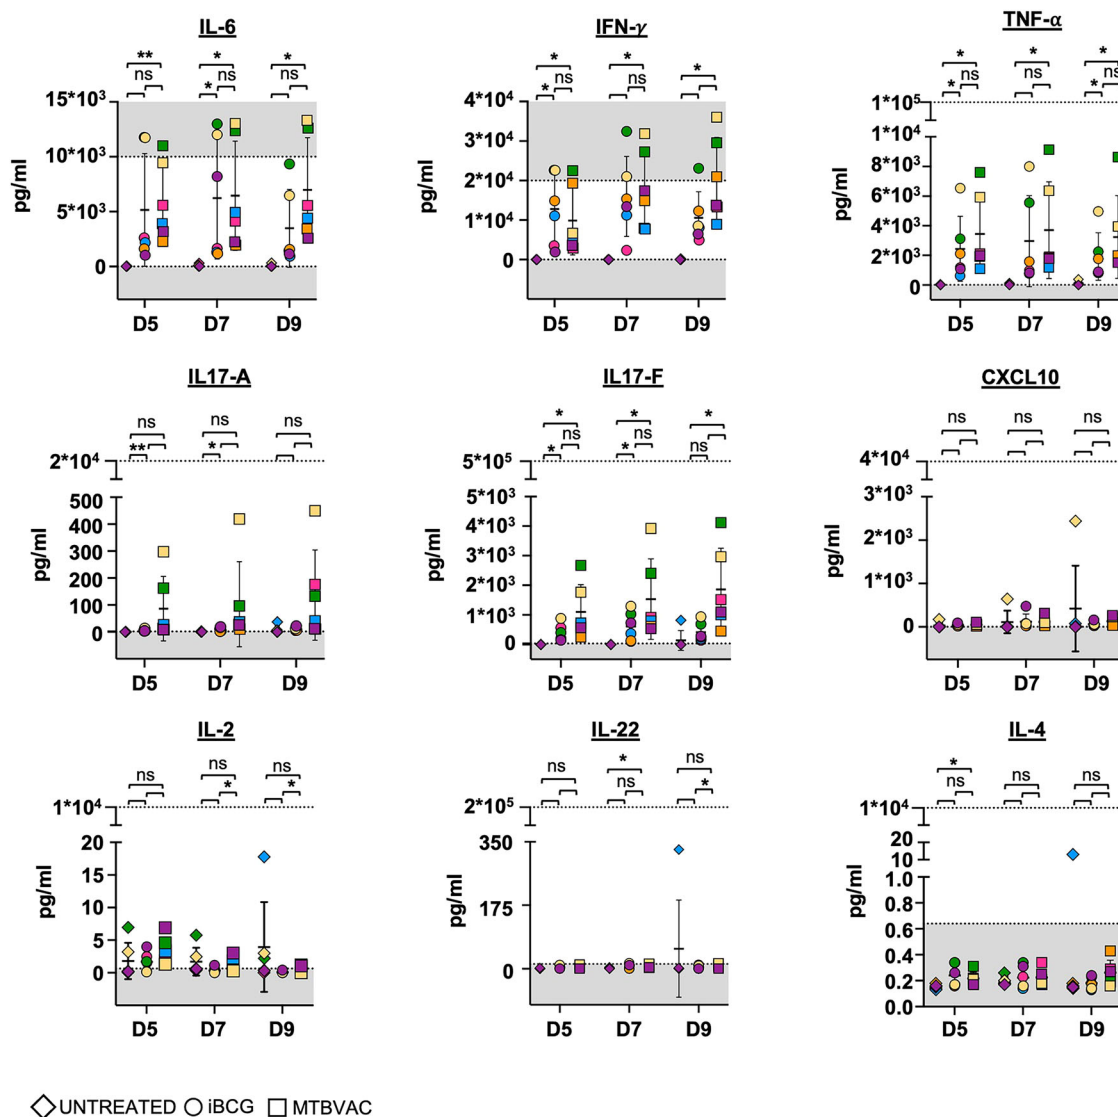 IL-6
** * *
ns ns ns
*
15*10³
10*10³
5*10³
0
pg/ml
D5 D7 D9
IFN-γ
* * *
ns ns ns
*
4*10⁴
3*10⁴
2*10⁴
1*10⁴
0
pg/ml
D5 D7 D9
TNF-α
* * *
ns ns ns
* *
1*10⁵
1*10⁴
8*10³
6*10³
4*10³
2*10³
0
pg/ml
D5 D7 D9
IL17-A
ns ns ns
** *
2*10⁴
500
400
300
200
100
0
pg/ml
D5 D7 D9
IL17-F
* * *
ns ns ns
* * ns
5*10⁵
5*10³
4*10³
3*10³
2*10³
1*10³
0
pg/ml
D5 D7 D9
CXCL10
ns ns ns
4*10⁴
3*10³
2*10³
1*10³
0
pg/ml
D5 D7 D9
IL-2
ns ns ns
* *
1*10⁴
20
15
10
5
0
pg/ml
D5 D7 D9
IL-22
ns * ns
ns *
2*10⁵
350
175
0
pg/ml
D5 D7 D9
IL-4
* ns ns
ns
1*10⁴
20
10
1.0
0.8
0.6
0.4
0.2
0.0
pg/ml
D5 D7 D9
UNTREATED iBCG MTBVAC